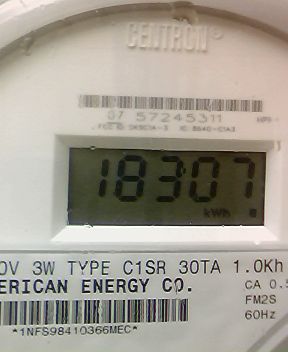 CENTRON®
07 57245311
18307
kWh
0V 3W TYPE C1SR 30TA 1.0Kh
ERICAN ENERGY CO. CA 0.5
FM2S
60Hz
*1NFS98410366MEC*